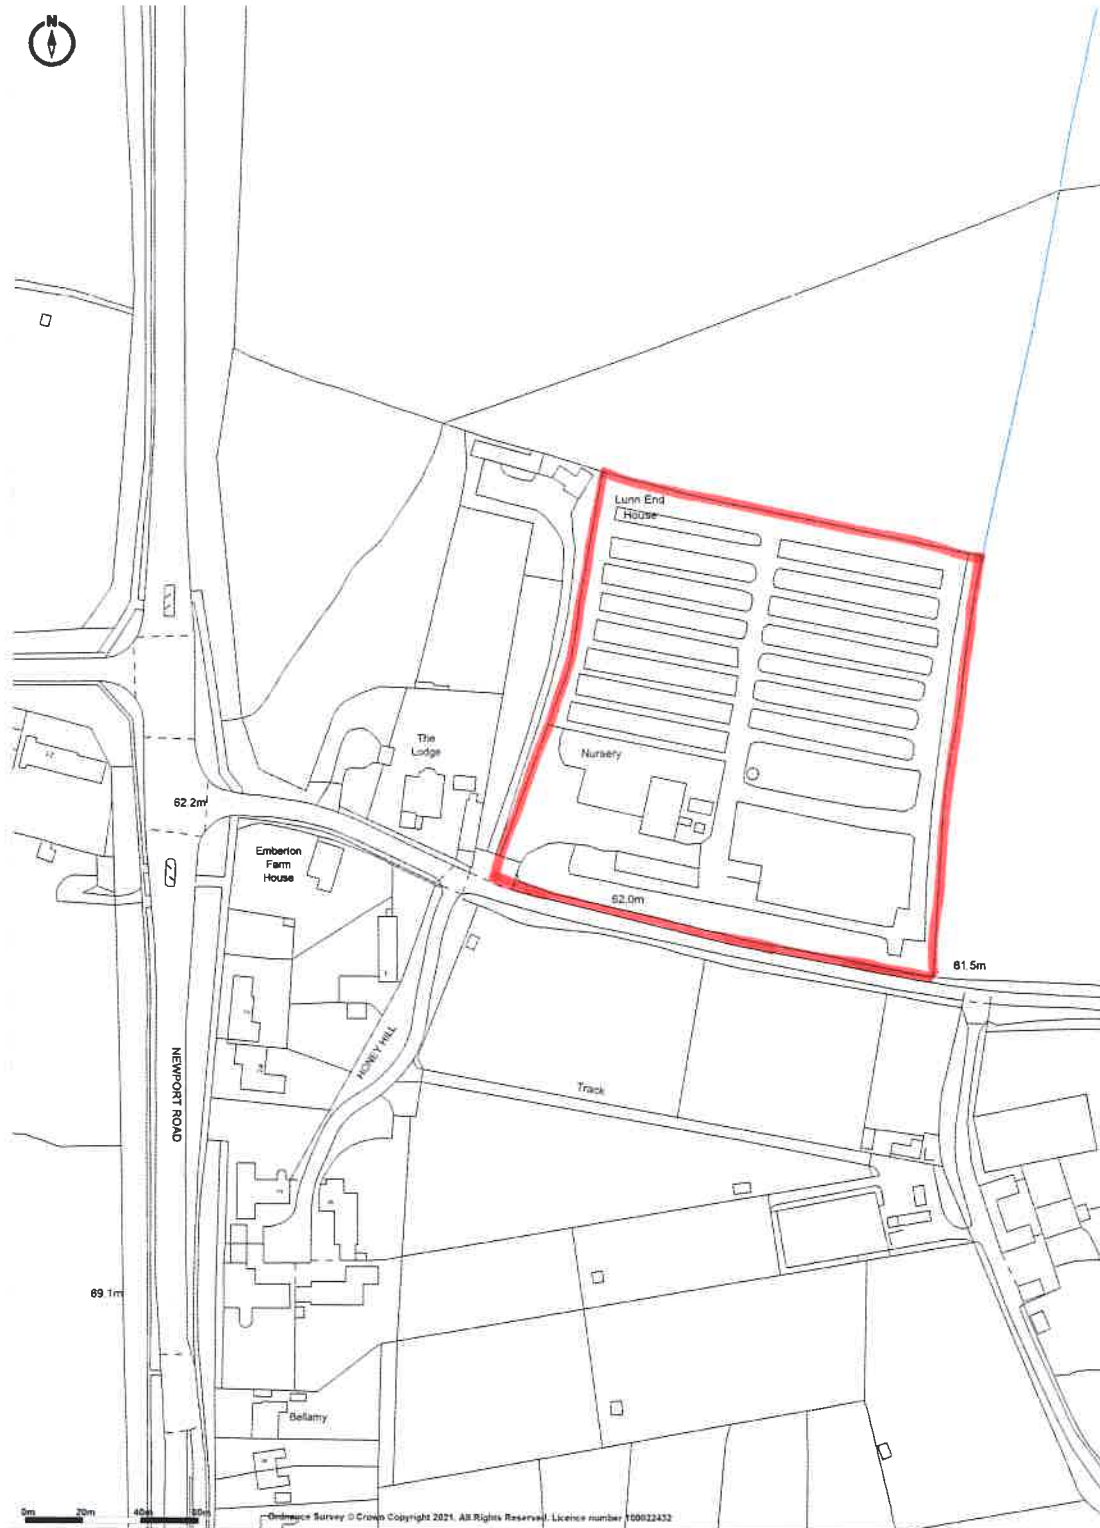 N
Lunn End
House
The
Lodge
Nursery
62.2m
Emberton
Farm
House
62.0m
61.5m
HONEY HILL
NEWPORT ROAD
Track
69.1m
Bellamy
0m 20m 40m 60m
Ordnance Survey © Crown Copyright 2021. All Rights Reserved. Licence number 100022432